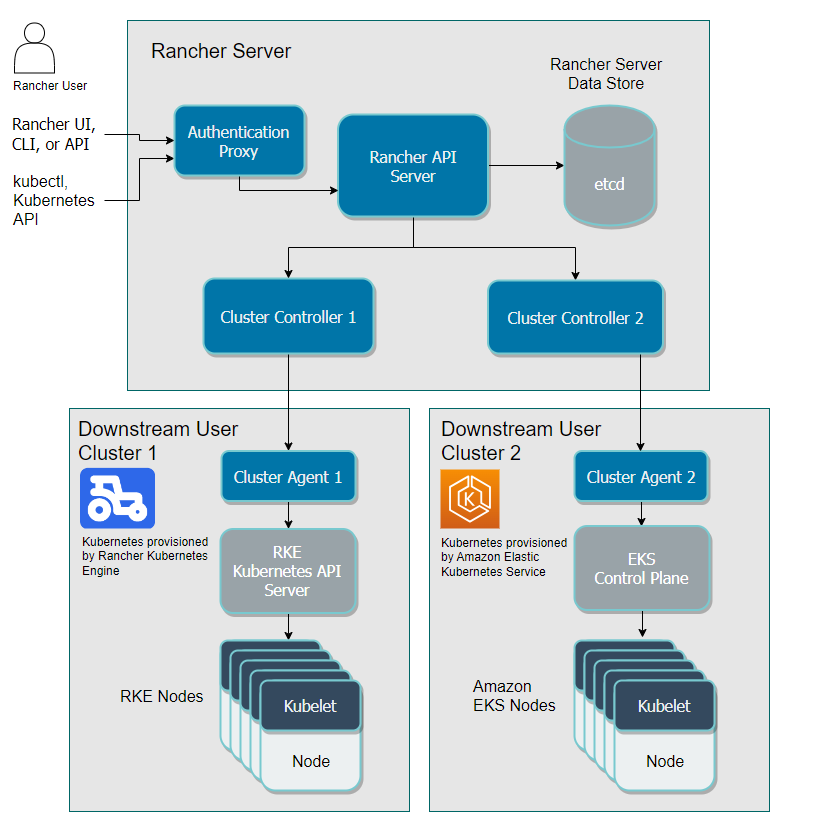 Rancher Server
Rancher User
Rancher Server
Data Store
Rancher UI,
CLI, or API
Authentication
Proxy
Rancher API
Server
etcd
kubectl,
Kubernetes
API
Cluster Controller 1
Cluster Controller 2
Downstream User
Cluster 1
Cluster Agent 1
Kubernetes provisioned
by Rancher Kubernetes
Engine
RKE
Kubernetes API
Server
RKE Nodes
Kubelet
Node
Downstream User
Cluster 2
K
Cluster Agent 2
Kubernetes provisioned
by Amazon Elastic
Kubernetes Service
EKS
Control Plane
Amazon
EKS Nodes
Kubelet
Node